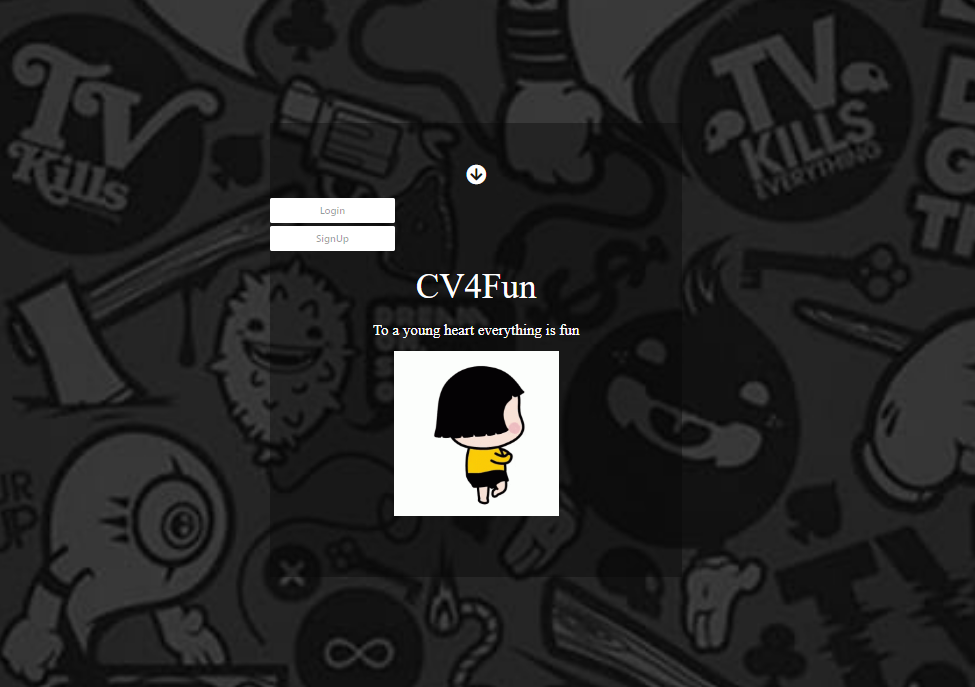 TV
Kills
TV
KILLS
EVERYTHING
Login
SignUp
CV4Fun
To a young heart everything is fun